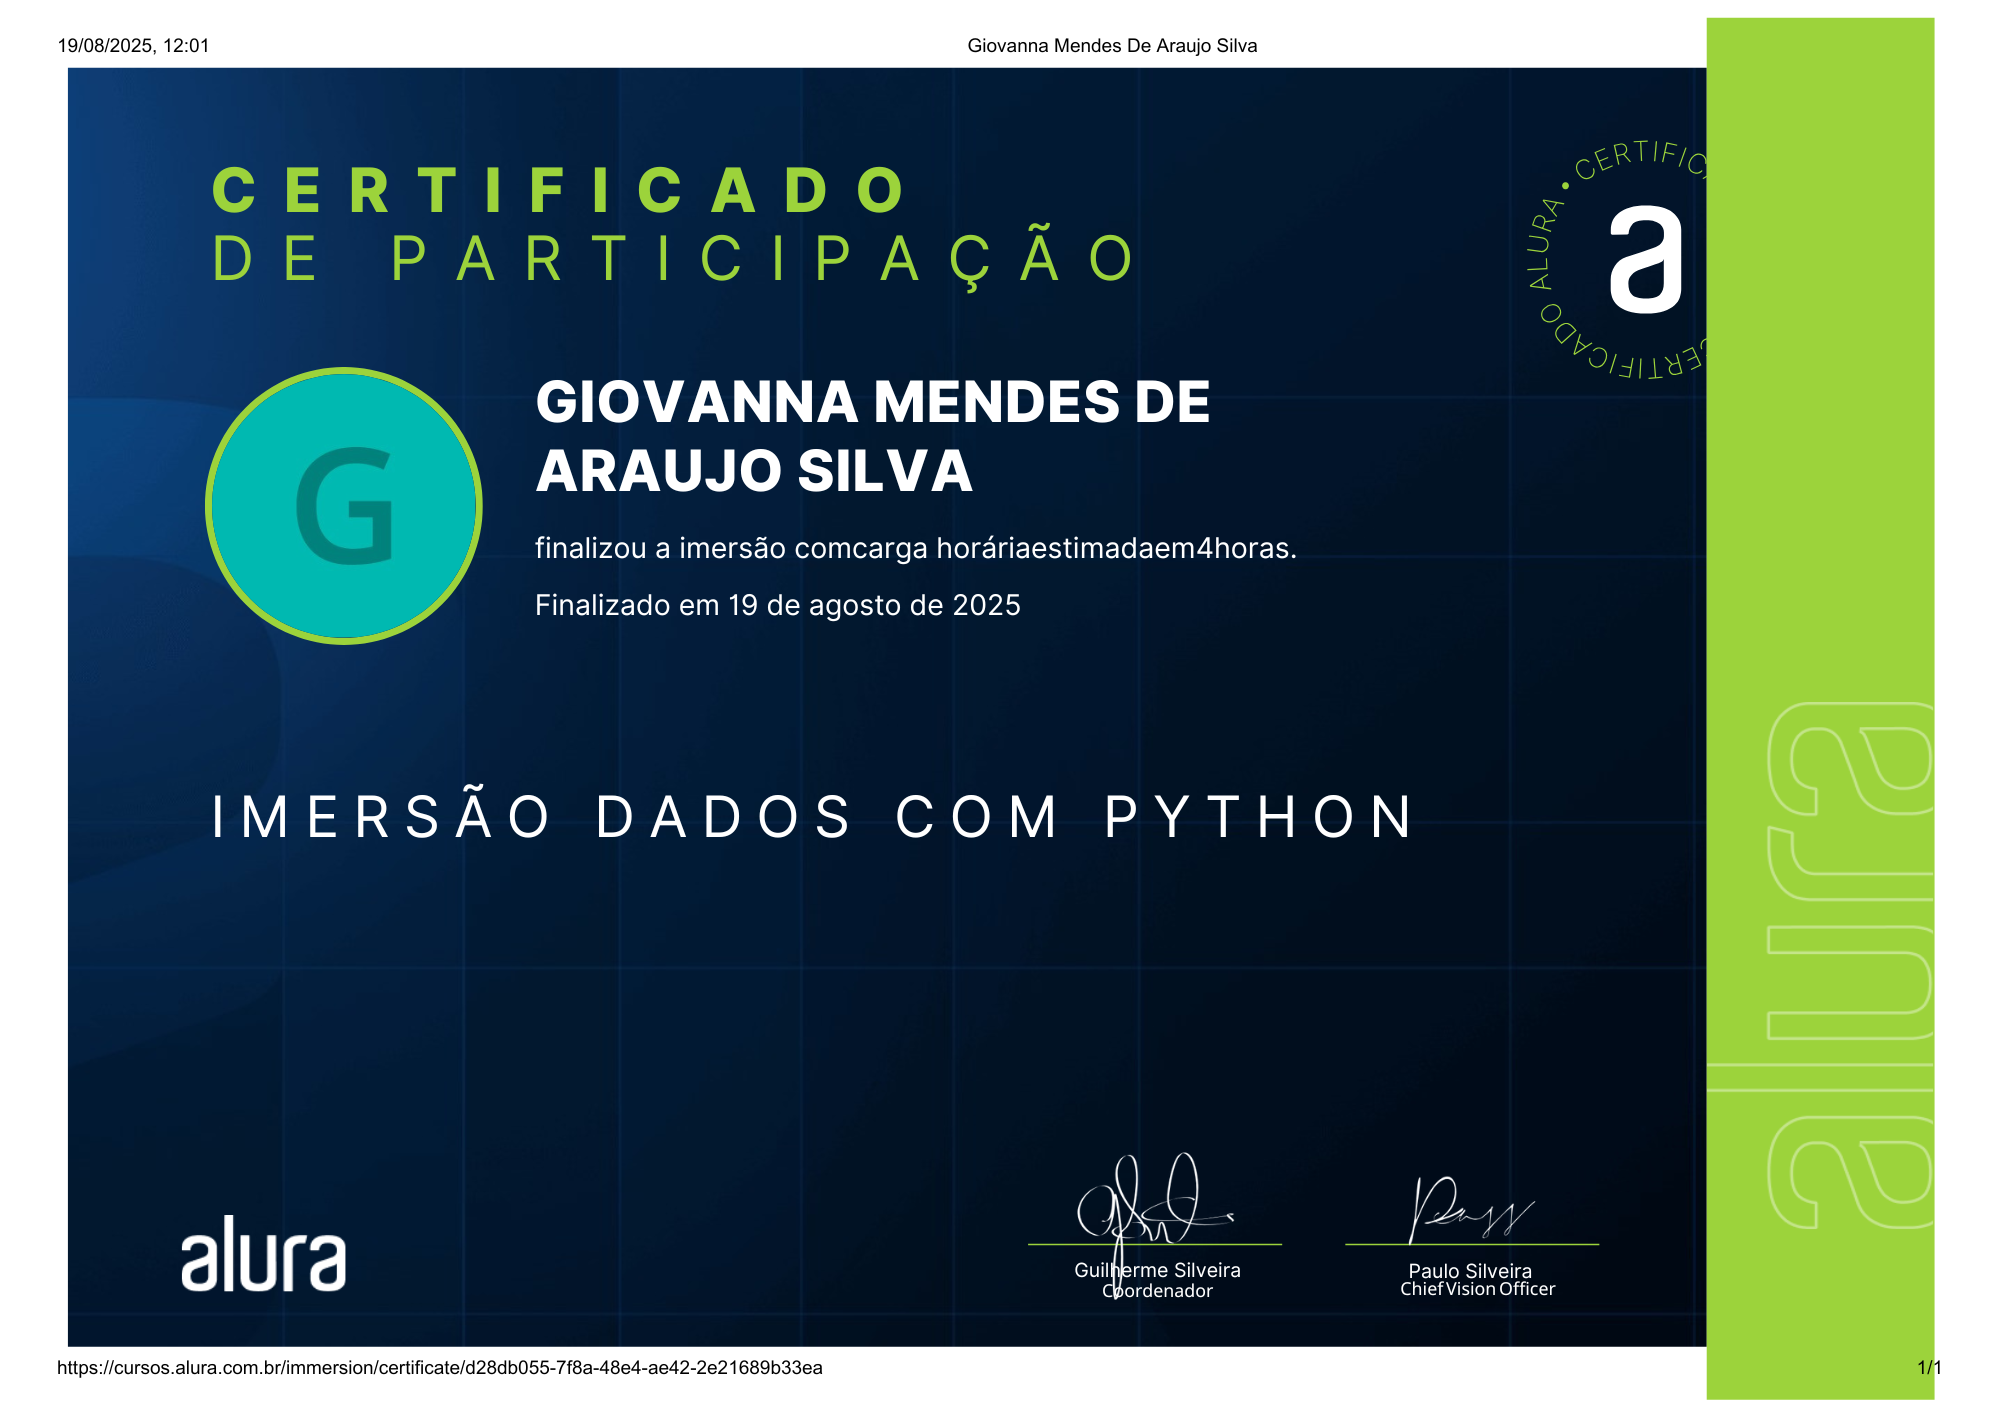 19/08/2025, 12:01
Giovanna Mendes De Araujo Silva
CERTIFICADO
DE PARTICIPAÇÃO
CERTIFIC
CERTIFICADO ALURA •
a
G
GIOVANNA MENDES DE
ARAUJO SILVA
finalizou a imersão comcarga horáriaestimadaem4horas.
Finalizado em 19 de agosto de 2025
IMERSÃO DADOS COM PYTHON
alura
alura
Guilherme Silveira
Coordenador
Paulo Silveira
Chief Vision Officer
https://cursos.alura.com.br/immersion/certificate/d28db055-7f8a-48e4-ae42-2e21689b33ea
1/1